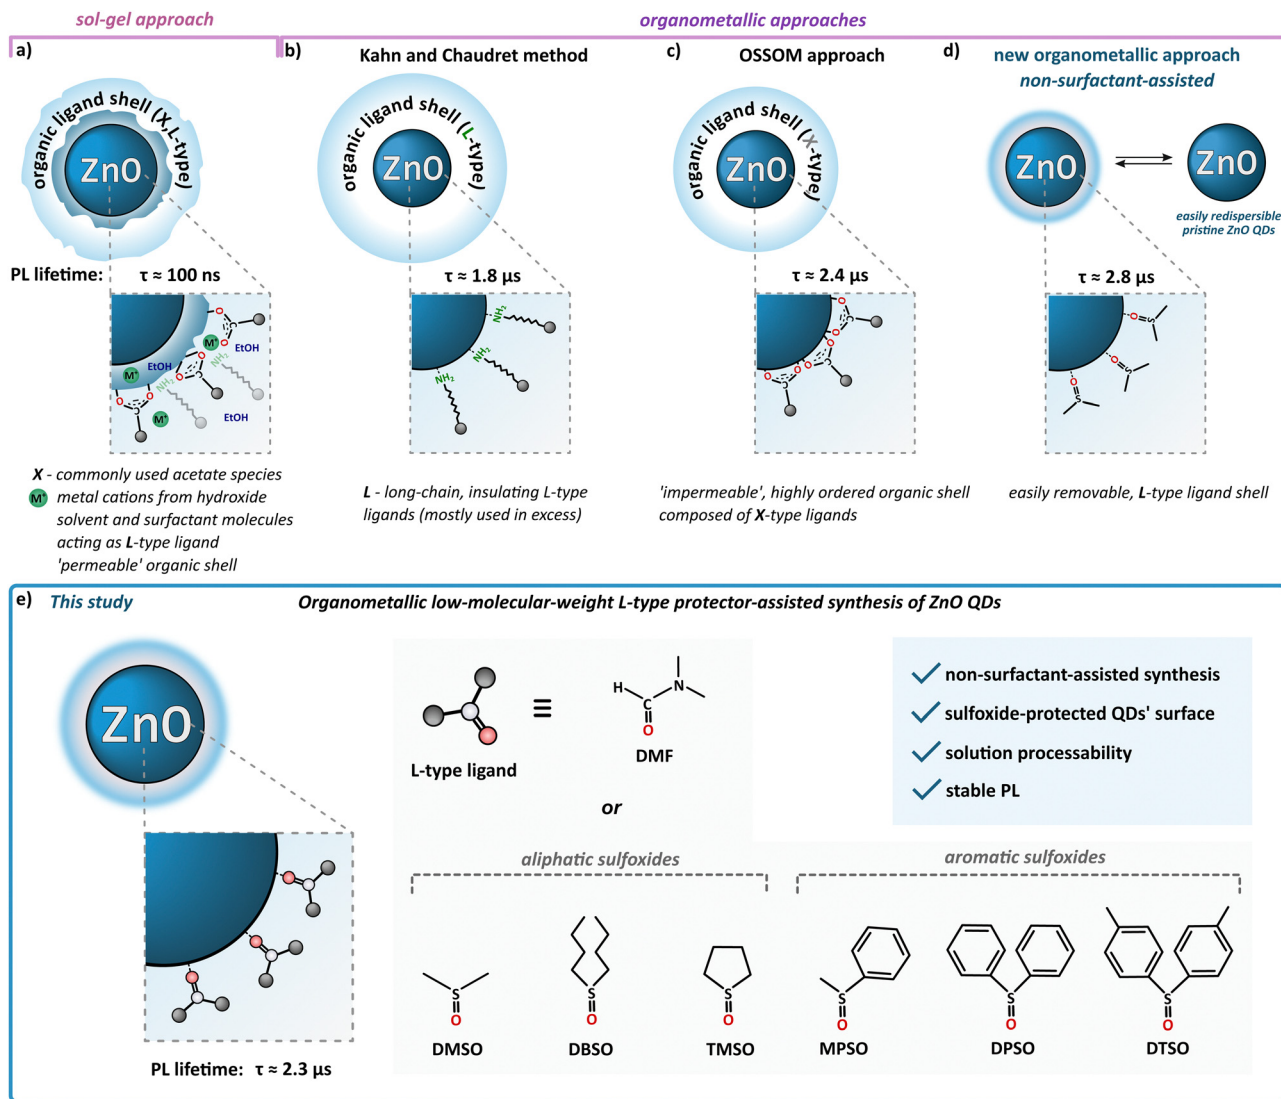 sol-gel approach
organometallic approaches
a)
organic ligand shell (X,L-type)
ZnO
b)
Kahn and Chaudret method
organic ligand shell (L-type)
ZnO
c)
OSSOM approach
organic ligand shell (X-type)
ZnO
d)
new organometallic approach
non-surfactant-assisted
ZnO
ZnO
easily redispersible
pristine ZnO QDs
PL lifetime:
τ ≈ 100 ns
τ ≈ 1.8 μs
τ ≈ 2.4 μs
τ ≈ 2.8 μs
O
C
O
M⁺
EtOH
EtOH
NH₂
O
C
O
M⁺
NH₂
O
C
O
M⁺
EtOH
NH₂
NH₂
NH₂
O
C
O
O
C
O
O
C
O
O
S
O
S
O
S
X - commonly used acetate species
M⁺ metal cations from hydroxide
solvent and surfactant molecules
acting as L-type ligand
'permeable' organic shell
L - long-chain, insulating L-type
ligands (mostly used in excess)
'impermeable', highly ordered organic shell
composed of X-type ligands
easily removable, L-type ligand shell
e)
This study
Organometallic low-molecular-weight L-type protector-assisted synthesis of ZnO QDs
ZnO
L-type ligand
≡
H
C
N
O
DMF
or
non-surfactant-assisted synthesis
sulfoxide-protected QDs' surface
solution processability
stable PL
aliphatic sulfoxides
aromatic sulfoxides
S
O
DMSO
S
O
DBSO
S
O
TMSO
S
O
MPSO
S
O
DPSO
S
O
DTSO
PL lifetime: τ ≈ 2.3 μs